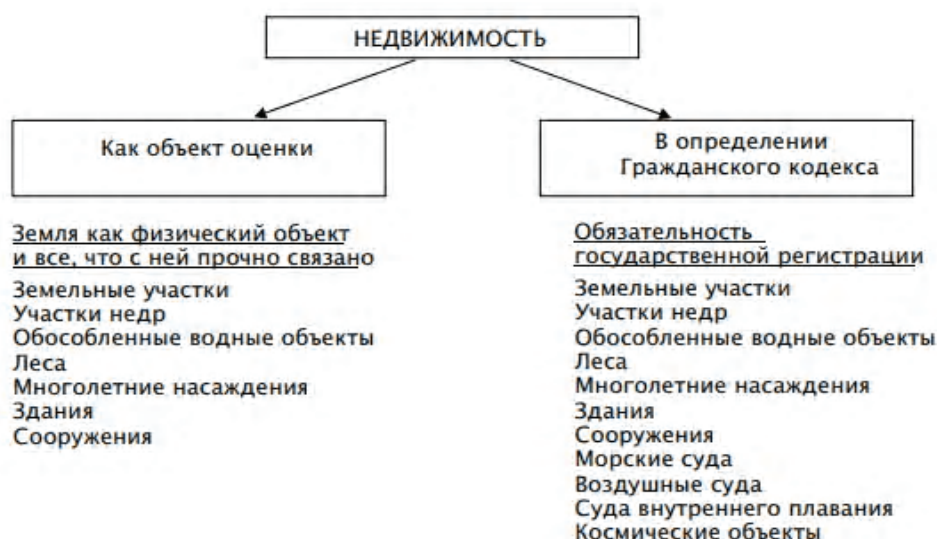 НЕДВИЖИМОСТЬ
Как объект оценки
В определении
Гражданского кодекса
Земля как физический объект
и все, что с ней прочно связано
Земельные участки
Участки недр
Обособленные водные объекты
Леса
Многолетние насаждения
Здания
Сооружения
Обязательность
государственной регистрации
Земельные участки
Участки недр
Обособленные водные объекты
Леса
Многолетние насаждения
Здания
Сооружения
Морские суда
Воздушные суда
Суда внутреннего плавания
Космические объекты